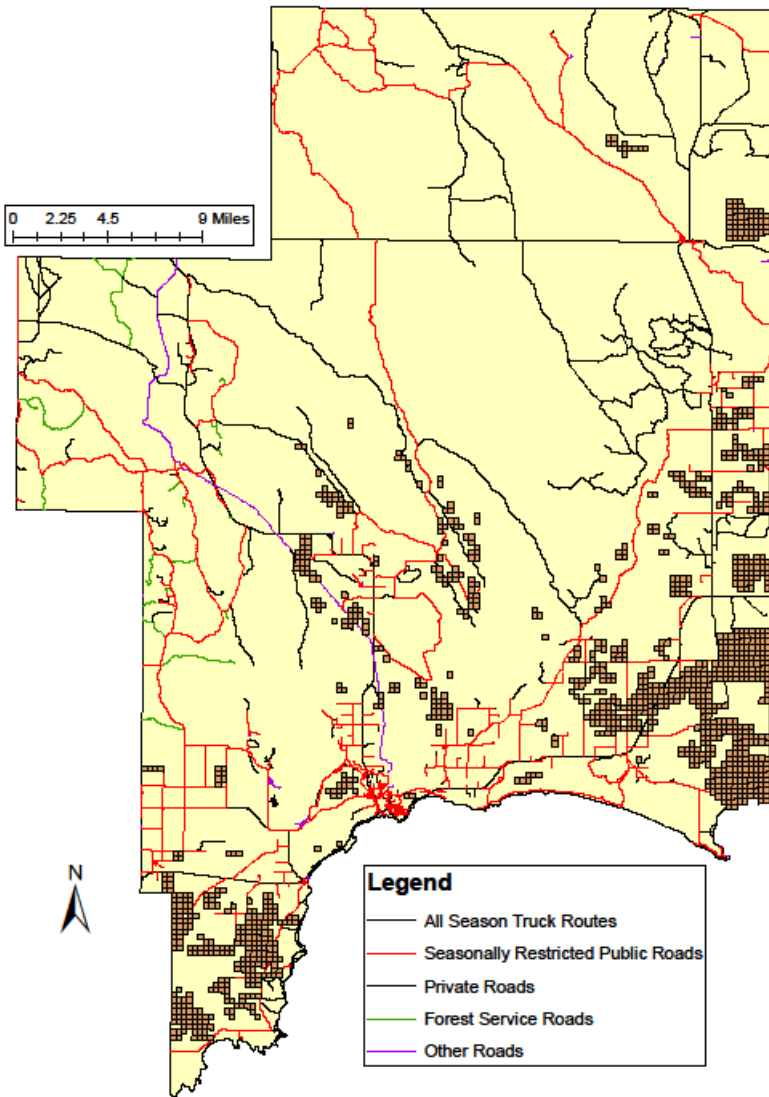 0 2.25 4.5 9 Miles
N
Legend
All Season Truck Routes
Seasonally Restricted Public Roads
Private Roads
Forest Service Roads
Other Roads